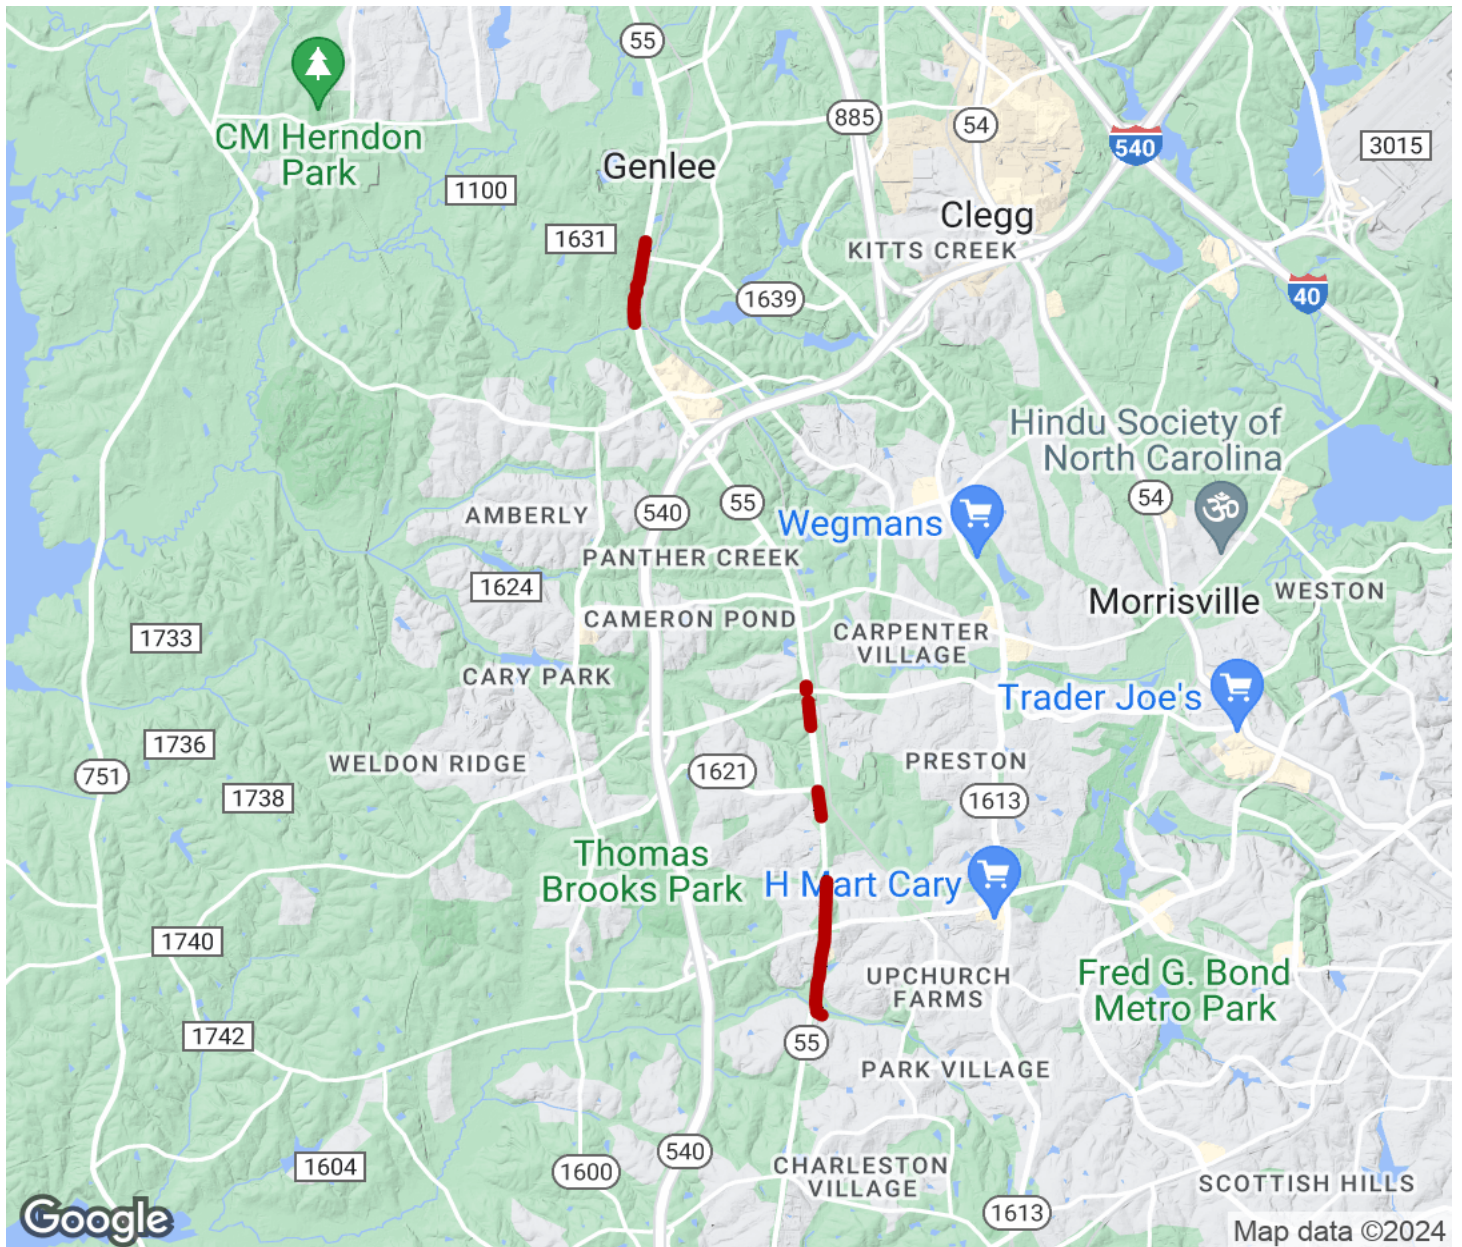 55
CM Herndon
Park
885
54
540
3015
Genlee
1100
1631
Clegg
KITTS CREEK
1639
40
Hindu Society of
North Carolina
54
AMBERLY
540
55
Wegmans
PANTHER CREEK
1624
CAMERON POND
Morrisville
WESTON
1733
CARPENTER
VILLAGE
CARY PARK
Trader Joe's
1736
751
WELDON RIDGE
1621
PRESTON
1738
1613
Thomas
Brooks Park
H Mart Cary
1740
UPCHURCH
FARMS
Fred G. Bond
Metro Park
1742
55
PARK VILLAGE
540
1604
1600
CHARLESTON
VILLAGE
SCOTTISH HILLS
1613
Google
Map data ©2024